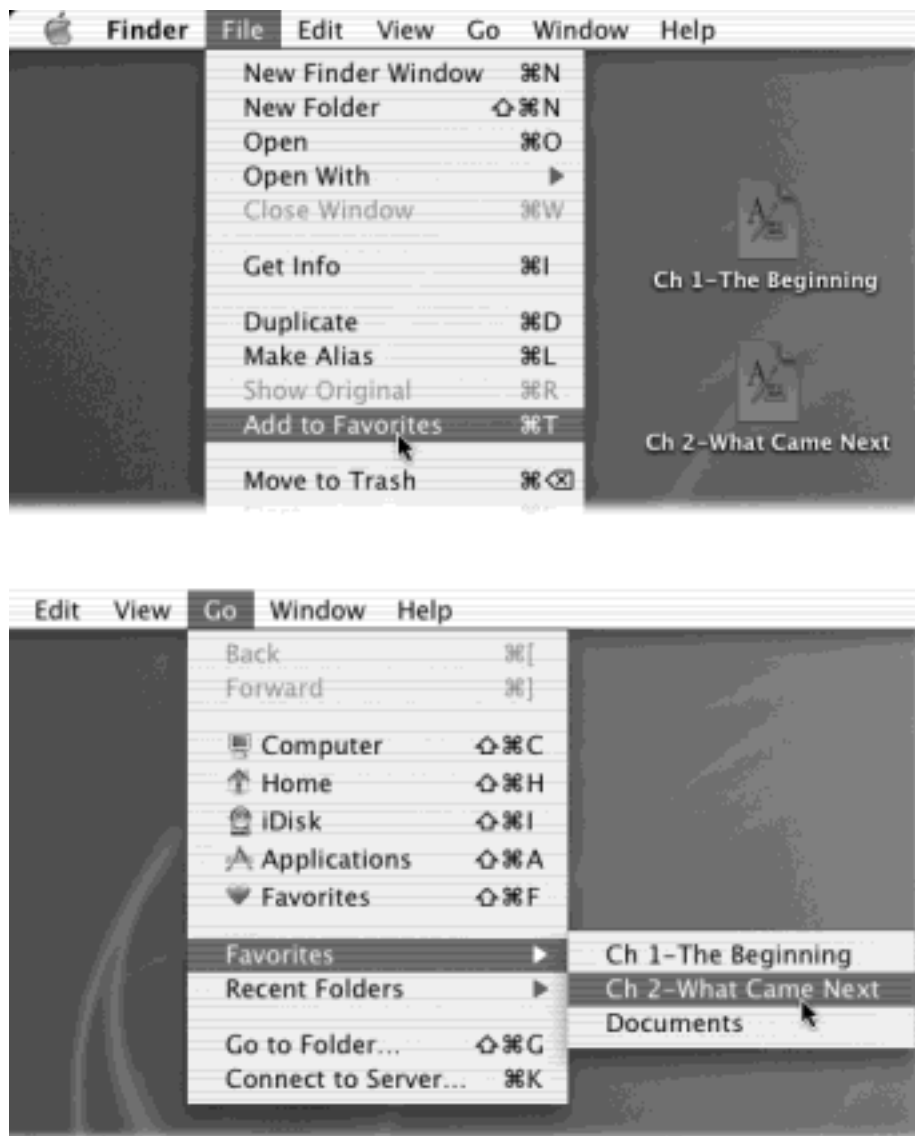 Finder File Edit View Go Window Help
New Finder Window ⌘N
New Folder ⇧⌘N
Open ⌘O
Open With ▶
Close Window ⌘W
Get Info ⌘I
Duplicate ⌘D
Make Alias ⌘L
Show Original ⌘R
Add to Favorites ⌘T
Move to Trash ⌘⌫
Ch 1–The Beginning
Ch 2–What Came Next
Edit View Go Window Help
Back ⌘[
Forward ⌘]
Computer ⇧⌘C
Home ⇧⌘H
iDisk ⇧⌘I
Applications ⇧⌘A
Favorites ⇧⌘F
Favorites ▶
Recent Folders ▶
Go to Folder... ⇧⌘G
Connect to Server... ⌘K
Ch 1–The Beginning
Ch 2–What Came Next
Documents